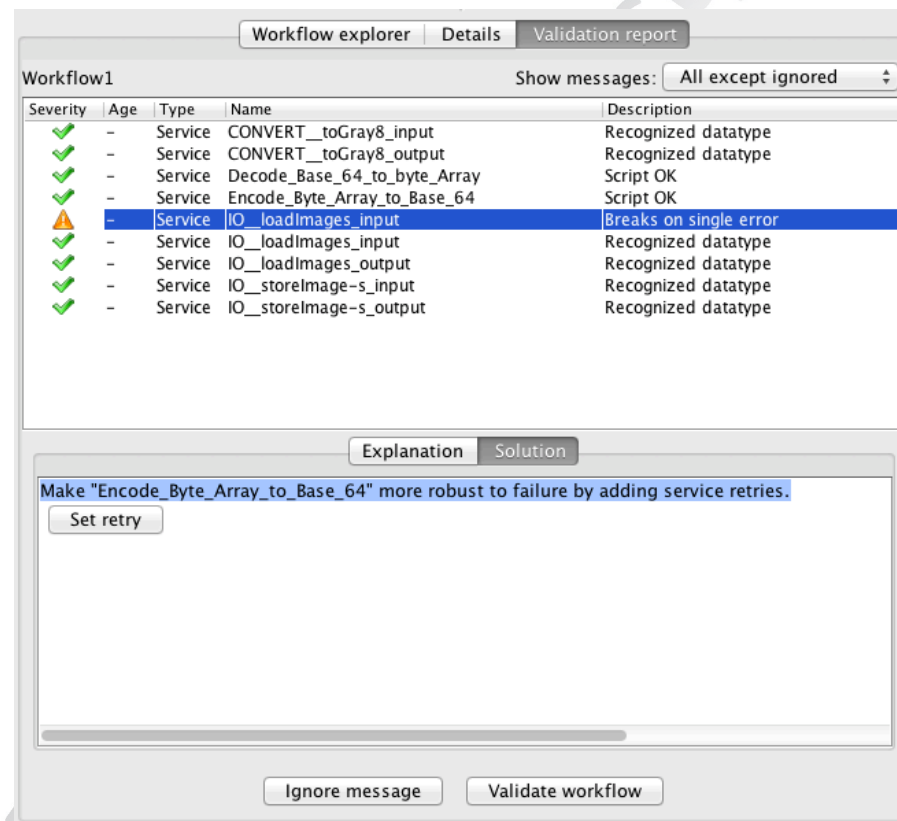 Workflow explorer Details Validation report
Workflow1 Show messages: All except ignored
Severity Age Type Name Description
– Service CONVERT__toGray8_input Recognized datatype
– Service CONVERT__toGray8_output Recognized datatype
– Service Decode_Base_64_to_byte_Array Script OK
– Service Encode_Byte_Array_to_Base_64 Script OK
– Service IO__loadImages_input Breaks on single error
– Service IO__loadImages_input Recognized datatype
– Service IO__loadImages_output Recognized datatype
– Service IO__storeImage-s_input Recognized datatype
– Service IO__storeImage-s_output Recognized datatype
Explanation Solution
Make "Encode_Byte_Array_to_Base_64" more robust to failure by adding service retries.
Set retry
Ignore message Validate workflow